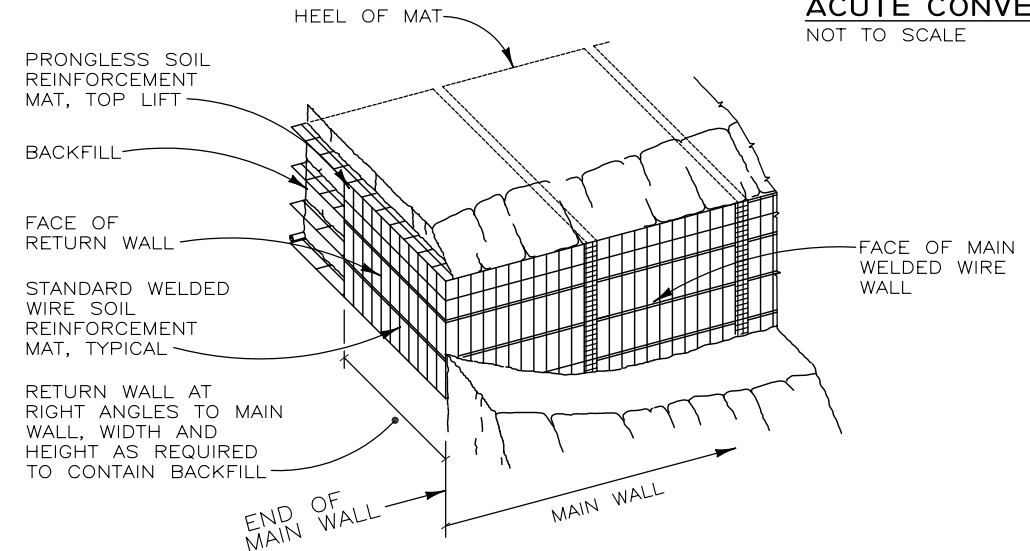 ACUTE CONVE
NOT TO SCALE
HEEL OF MAT
PRONGLESS SOIL
REINFORCEMENT
MAT, TOP LIFT
BACKFILL
FACE OF
RETURN WALL
STANDARD WELDED
WIRE SOIL
REINFORCEMENT
MAT, TYPICAL
RETURN WALL AT
RIGHT ANGLES TO MAIN
WALL, WIDTH AND
HEIGHT AS REQUIRED
TO CONTAIN BACKFILL
FACE OF MAIN
WELDED WIRE
WALL
END OF
MAIN WALL
MAIN WALL